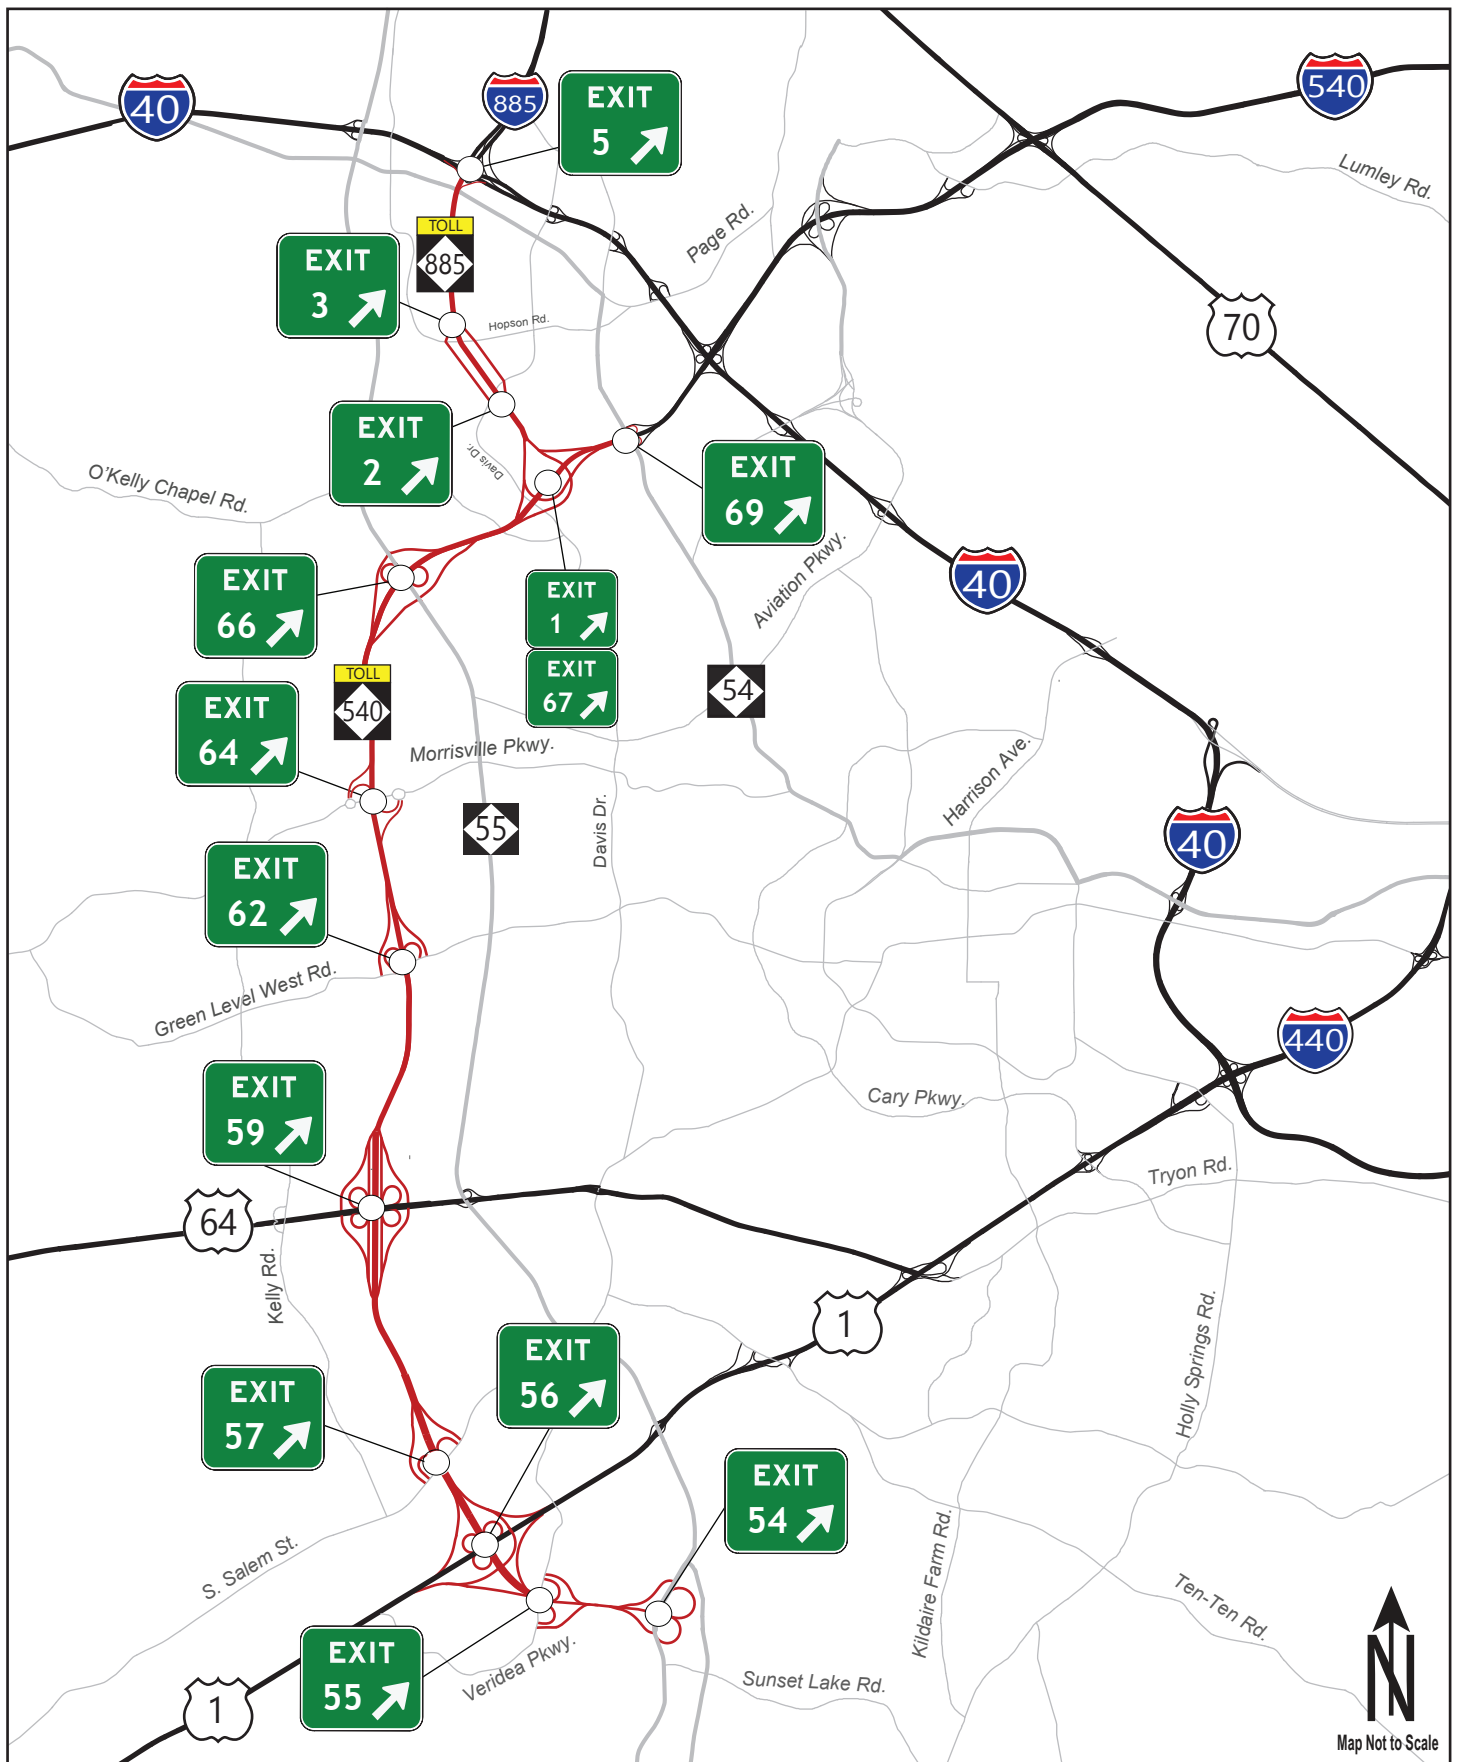 40
885
EXIT
5
540
Lumley Rd.
Page Rd.
TOLL
885
EXIT
3
Hopson Rd.
70
EXIT
2
Davis Dr.
O'Kelly Chapel Rd.
EXIT
69
Aviation Pkwy.
40
EXIT
66
EXIT
1
EXIT
67
TOLL
540
54
EXIT
64
Morrisville Pkwy.
Harrison Ave.
55
Davis Dr.
40
EXIT
62
Green Level West Rd.
440
EXIT
59
Cary Pkwy.
Tryon Rd.
64
Kelly Rd.
1
Holly Springs Rd.
EXIT
56
EXIT
57
EXIT
54
S. Salem St.
Kildaire Farm Rd.
Ten-Ten Rd.
EXIT
55
Veridea Pkwy.
Sunset Lake Rd.
1
N
Map Not to Scale